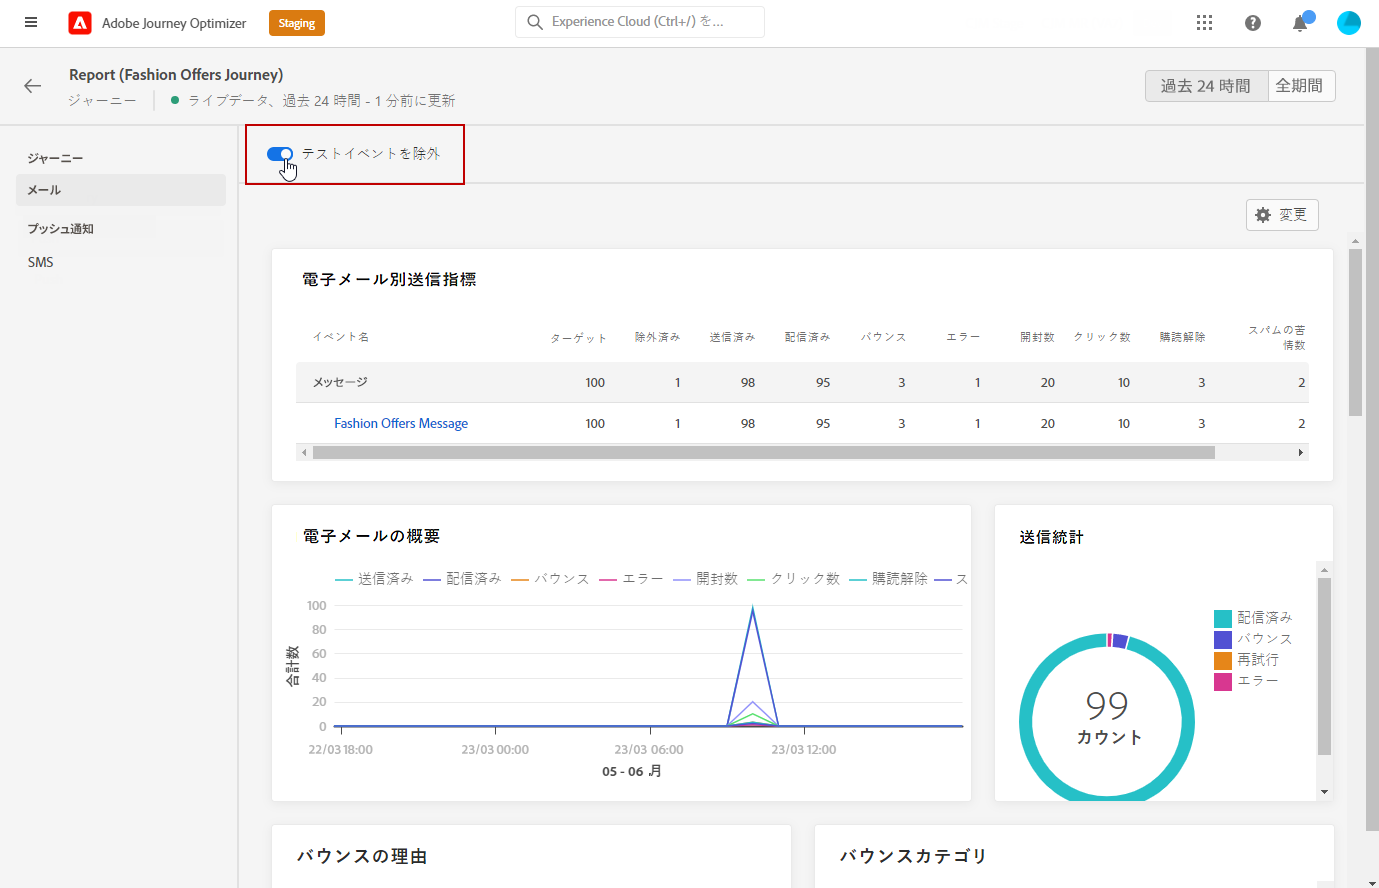 Adobe Journey Optimizer
Staging
Experience Cloud (Ctrl+/) を...
Report (Fashion Offers Journey)
ジャーニー
ライブデータ、過去 24 時間 - 1 分前に更新
過去 24 時間
全期間
ジャーニー
メール
プッシュ通知
SMS
テストイベントを除外
変更
電子メール別送信指標
イベント名 ターゲット 除外済み 送信済み 配信済み バウンス エラー 開封数 クリック数 購読解除 スパムの苦
情数
メッセージ 100 1 98 95 3 1 20 10 3 2
Fashion Offers Message 100 1 98 95 3 1 20 10 3 2
電子メールの概要
送信済み 配信済み バウンス エラー 開封数 クリック数 購読解除 ス
合計数
100
80
60
40
20
0
22/03 18:00 23/03 00:00 23/03 06:00 23/03 12:00
05 - 06 月
送信統計
配信済み
バウンス
再試行
エラー
99
カウント
バウンスの理由
バウンスカテゴリ